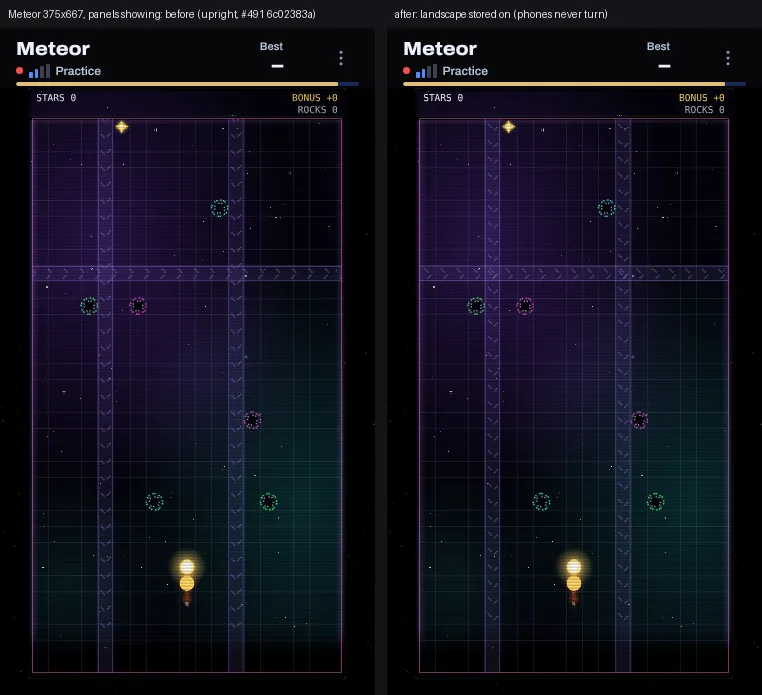 Meteor 375x667, panels showing: before (upright, #4916c02383a)
after: landscape stored on (phones never turn)
Meteor
Best
Practice
STARS 0
BONUS +0
ROCKS 0
Meteor
Best
Practice
STARS 0
BONUS +0
ROCKS 0